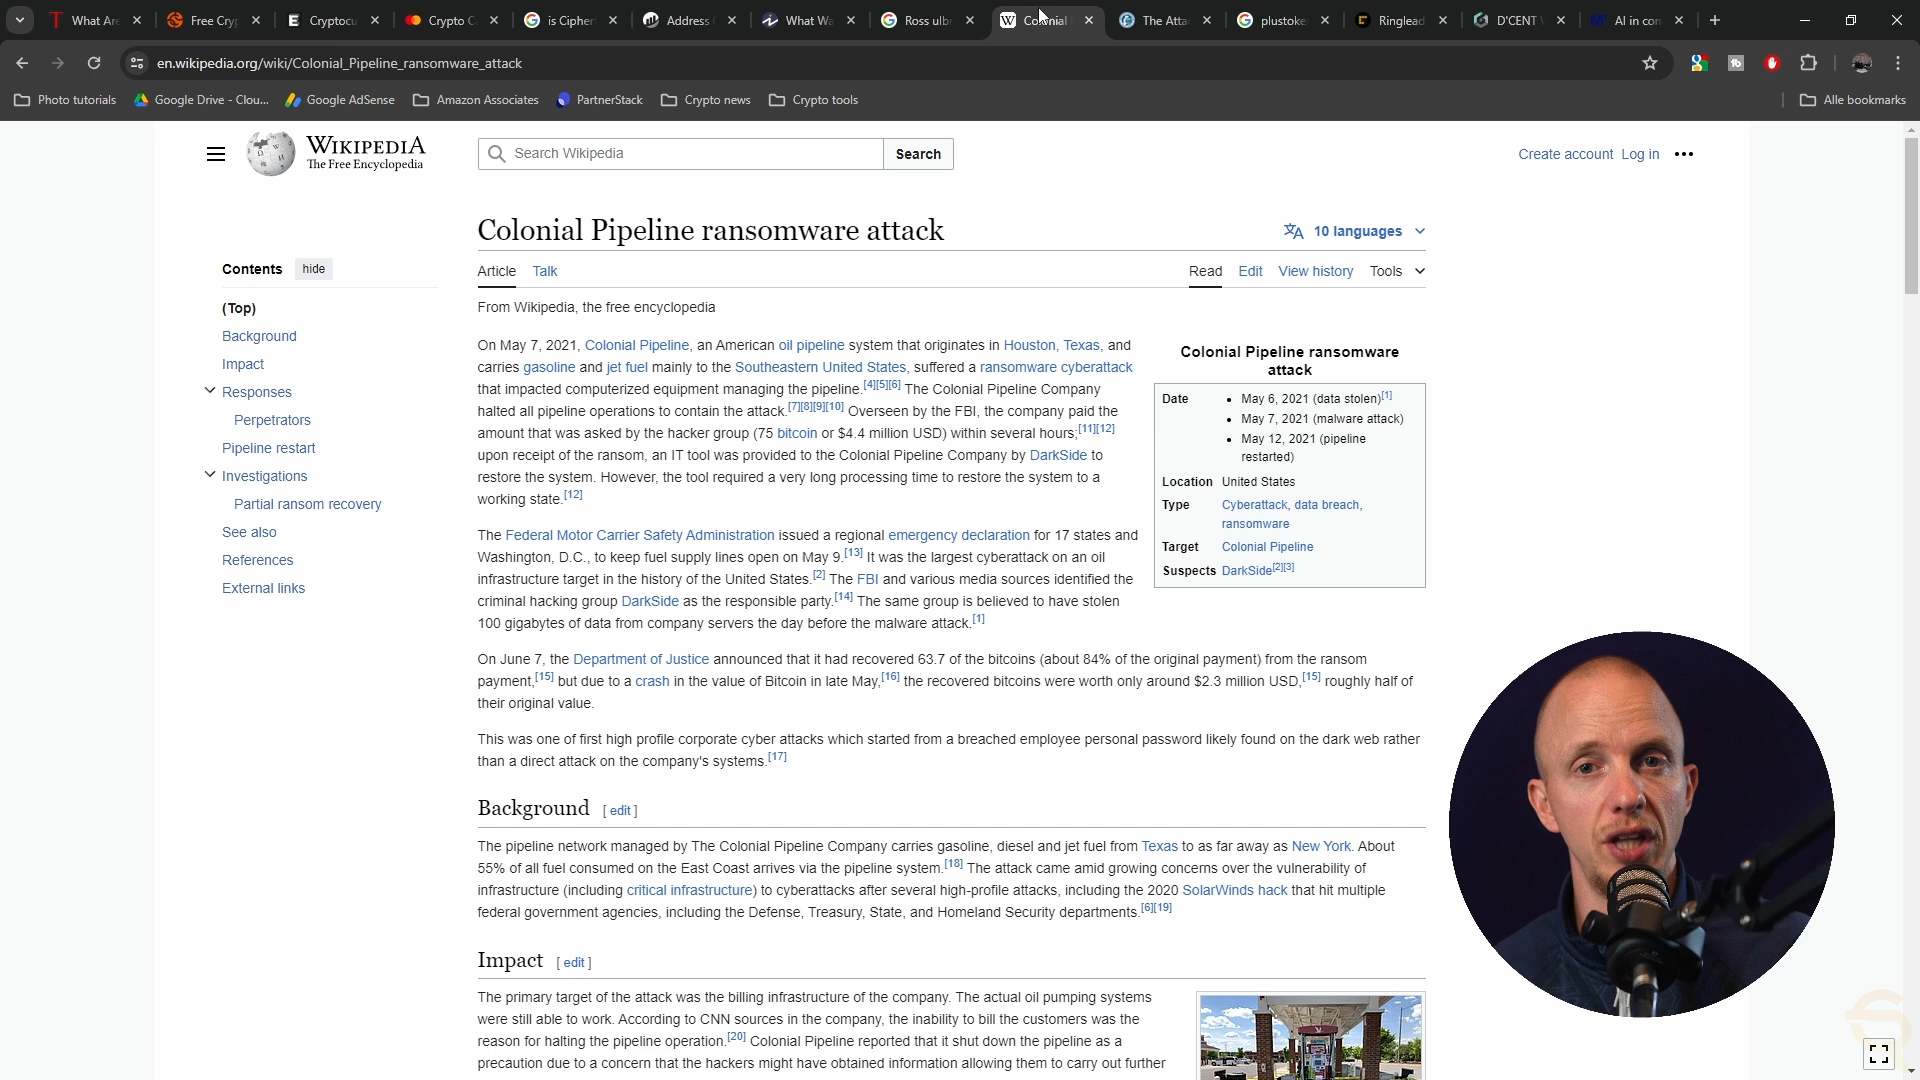 What Are
Free Cryp
Cryptocu
Crypto C
is Cipher
Address
What Wa
Ross ulb
Colonial
The Atta
plustoke
Ringlead
D'CENT
AI in con
en.wikipedia.org/wiki/Colonial_Pipeline_ransomware_attack
Photo tutorials
Google Drive - Clou...
Google AdSense
Amazon Associates
PartnerStack
Crypto news
Crypto tools
Alle bookmarks
WIKIPEDIA
The Free Encyclopedia
Search Wikipedia
Search
Create account Log in
Colonial Pipeline ransomware attack
10 languages
Contents hide
(Top)
Background
Impact
Responses
Perpetrators
Pipeline restart
Investigations
Partial ransom recovery
See also
References
External links
Article Talk
Read Edit View history Tools
From Wikipedia, the free encyclopedia
On May 7, 2021, Colonial Pipeline, an American oil pipeline system that originates in Houston, Texas, and
carries gasoline and jet fuel mainly to the Southeastern United States, suffered a ransomware cyberattack
that impacted computerized equipment managing the pipeline.[4][5][6] The Colonial Pipeline Company
halted all pipeline operations to contain the attack.[7][8][9][10] Overseen by the FBI, the company paid the
amount that was asked by the hacker group (75 bitcoin or $4.4 million USD) within several hours;[11][12]
upon receipt of the ransom, an IT tool was provided to the Colonial Pipeline Company by DarkSide to
restore the system. However, the tool required a very long processing time to restore the system to a
working state.[12]
Colonial Pipeline ransomware
attack
Date
May 6, 2021 (data stolen)[1]
May 7, 2021 (malware attack)
May 12, 2021 (pipeline
restarted)
Location United States
Type Cyberattack, data breach,
ransomware
Target Colonial Pipeline
Suspects DarkSide[2][3]
The Federal Motor Carrier Safety Administration issued a regional emergency declaration for 17 states and
Washington, D.C., to keep fuel supply lines open on May 9.[13] It was the largest cyberattack on an oil
infrastructure target in the history of the United States.[2] The FBI and various media sources identified the
criminal hacking group DarkSide as the responsible party.[14] The same group is believed to have stolen
100 gigabytes of data from company servers the day before the malware attack.[1]
On June 7, the Department of Justice announced that it had recovered 63.7 of the bitcoins (about 84% of the original payment) from the ransom
payment,[15] but due to a crash in the value of Bitcoin in late May,[16] the recovered bitcoins were worth only around $2.3 million USD,[15] roughly half of
their original value.
This was one of first high profile corporate cyber attacks which started from a breached employee personal password likely found on the dark web rather
than a direct attack on the company's systems.[17]
Background [ edit ]
The pipeline network managed by The Colonial Pipeline Company carries gasoline, diesel and jet fuel from Texas to as far away as New York. About
55% of all fuel consumed on the East Coast arrives via the pipeline system.[18] The attack came amid growing concerns over the vulnerability of
infrastructure (including critical infrastructure) to cyberattacks after several high-profile attacks, including the 2020 SolarWinds hack that hit multiple
federal government agencies, including the Defense, Treasury, State, and Homeland Security departments.[6][19]
Impact [ edit ]
The primary target of the attack was the billing infrastructure of the company. The actual oil pumping systems
were still able to work. According to CNN sources in the company, the inability to bill the customers was the
reason for halting the pipeline operation.[20] Colonial Pipeline reported that it shut down the pipeline as a
precaution due to a concern that the hackers might have obtained information allowing them to carry out further